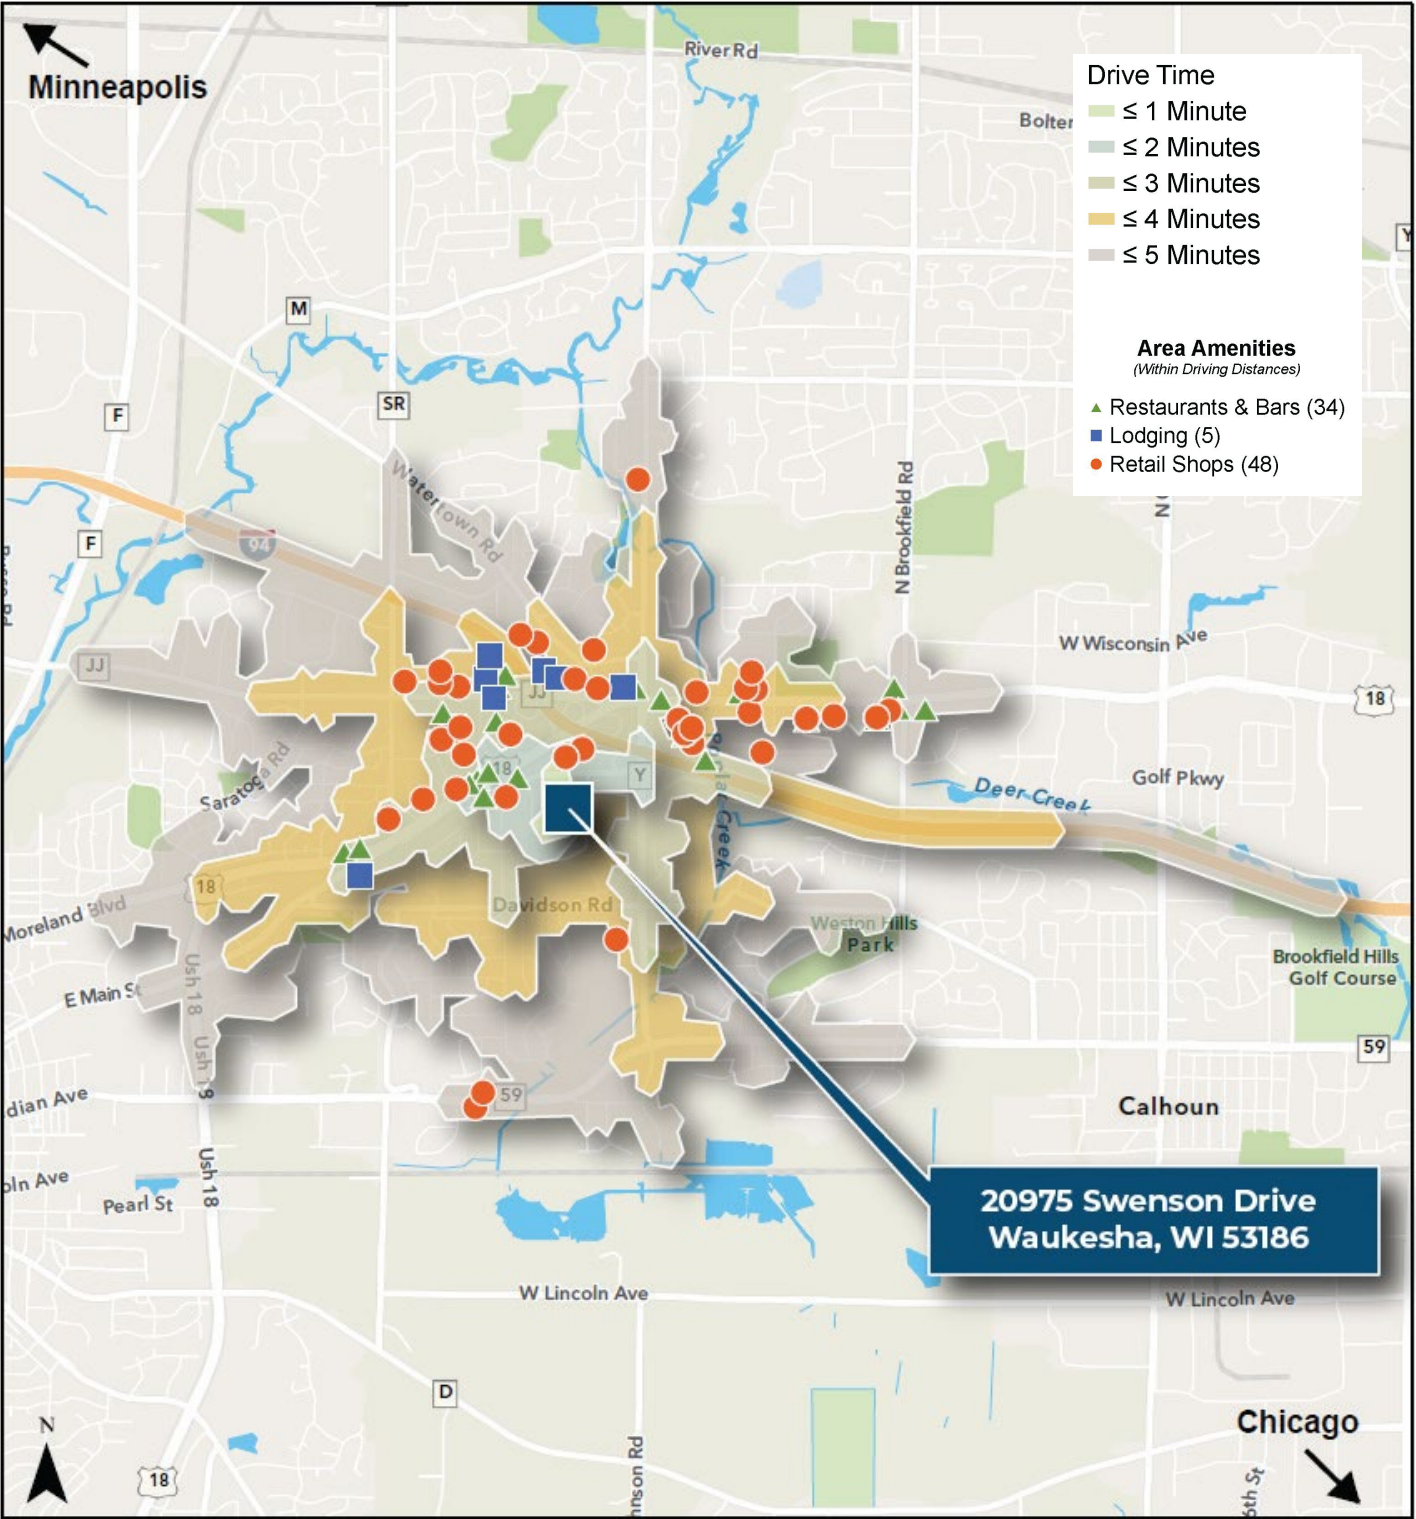 Minneapolis
River Rd
Drive Time
≤ 1 Minute
≤ 2 Minutes
≤ 3 Minutes
≤ 4 Minutes
≤ 5 Minutes
Area Amenities
(Within Driving Distances)
Restaurants & Bars (34)
Lodging (5)
Retail Shops (48)
Y
M
SR
F
Watertown Rd
F
94
N Brookfield Rd
N
W Wisconsin Ave
JJ
JJ
18
18
Y
Saratoga Rd
Golf Pkwy
Deer Creek
Creek
18
Moreland Blvd
Davidson Rd
Weston Hills
Park
Brookfield Hills
Golf Course
E Main St
Ush 18
Ush 18
59
59
Ave
Calhoun
Ush 18
Ave
Pearl St
20975 Swenson Drive
Waukesha, WI 53186
W Lincoln Ave
W Lincoln Ave
D
Chicago
N
18
Rd
St